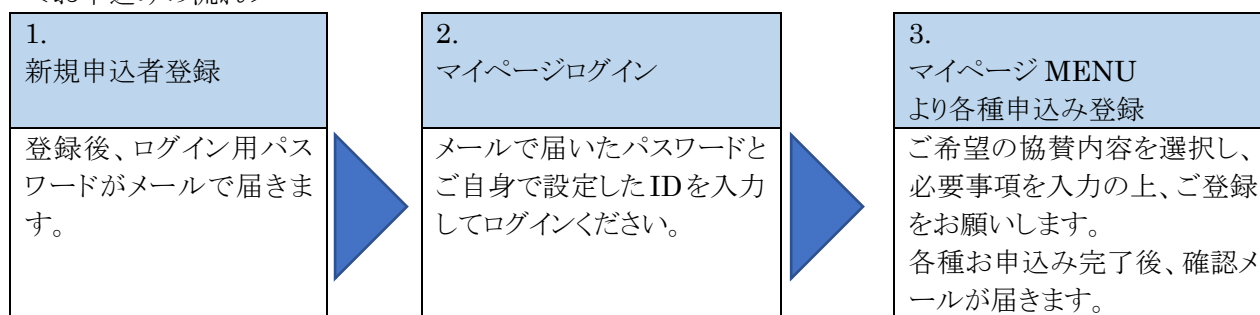 1.
新規申込者登録
登録後、ログイン用パス
ワードがメールで届きま
す。
2.
マイページログイン
メールで届いたパスワードと
ご自身で設定したIDを入力
してログインください。
3.
マイページ MENU
より各種申込み登録
ご希望の協賛内容を選択し、
必要事項を入力の上、ご登録
をお願いします。
各種お申込み完了後、確認メ
ールが届きます。